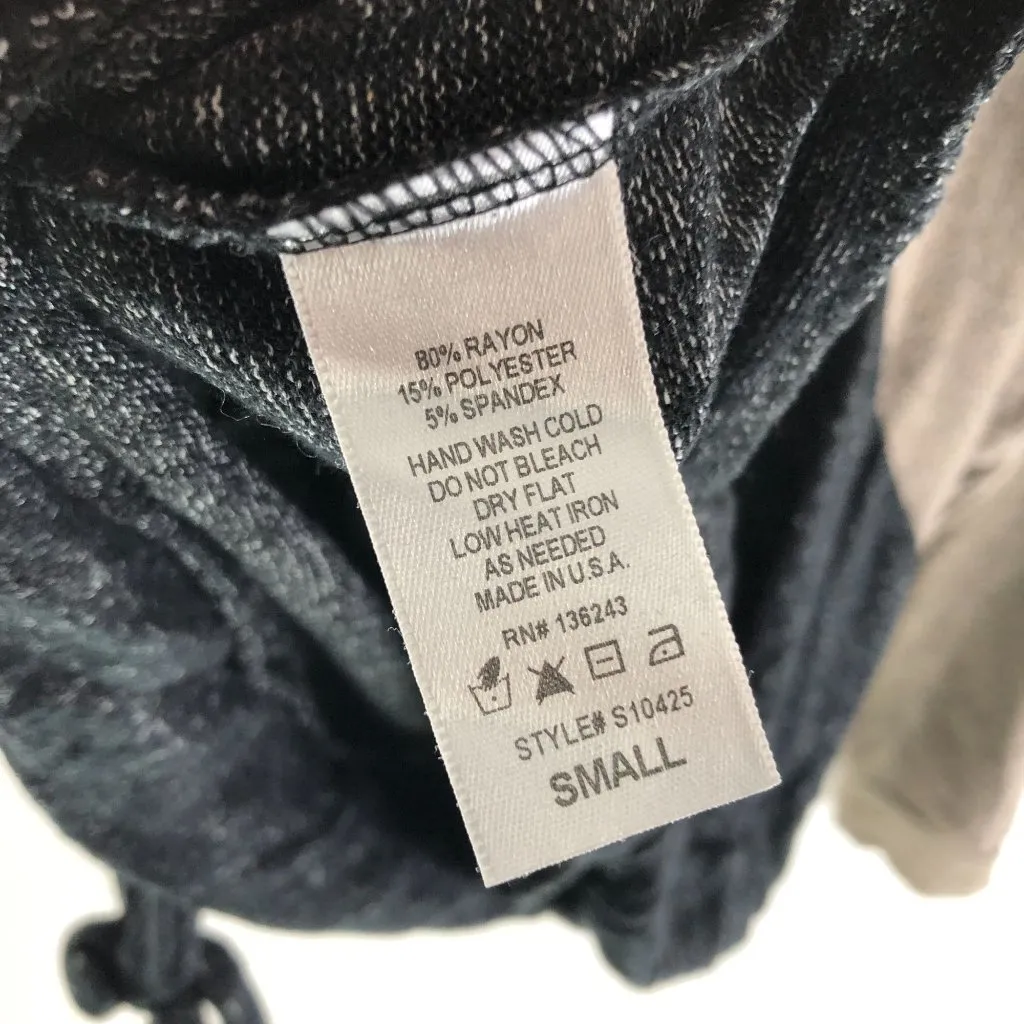 80% RAYON
15% POLYESTER
5% SPANDEX
HAND WASH COLD
DO NOT BLEACH
DRY FLAT
LOW HEAT IRON
AS NEEDED
MADE IN U.S.A.
RN# 136243
STYLE# S10425
SMALL